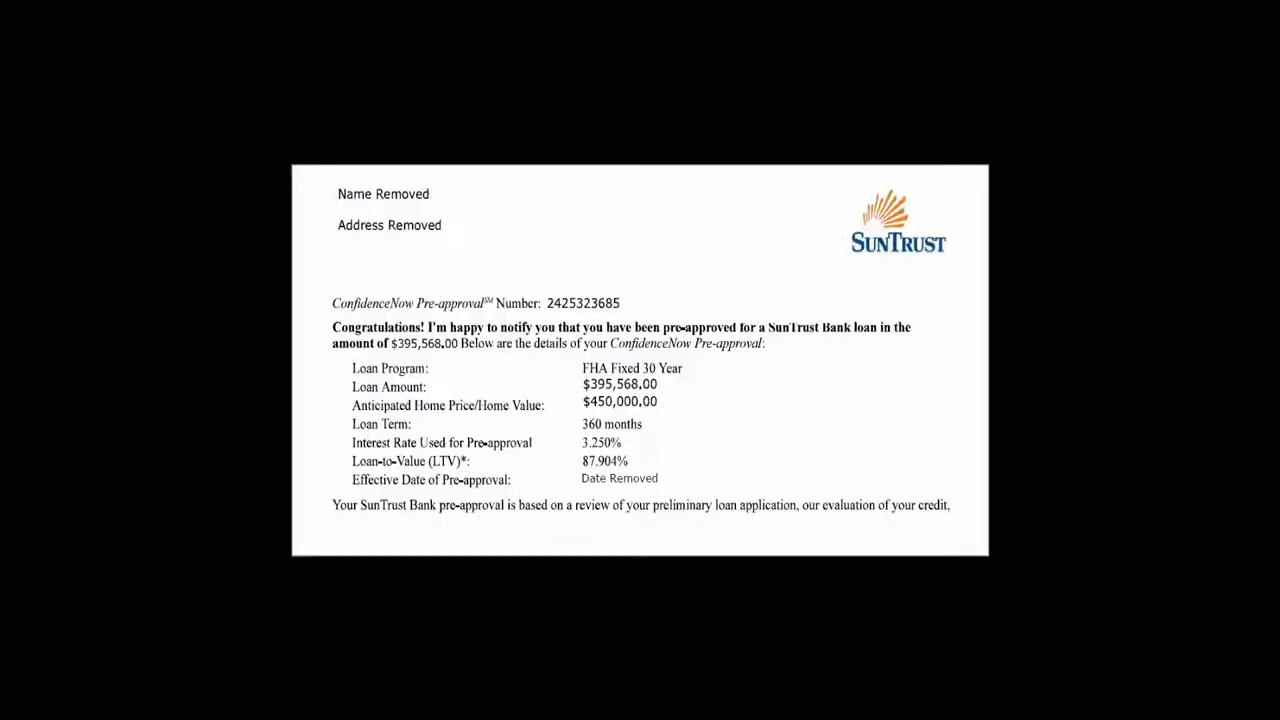 Name Removed
Address Removed
SUNTRUST
ConfidenceNow Pre-approval℠ Number: 2425323685
Congratulations! I'm happy to notify you that you have been pre-approved for a SunTrust Bank loan in the
amount of $395,568.00 Below are the details of your ConfidenceNow Pre-approval:
Loan Program: FHA Fixed 30 Year
Loan Amount: $395,568.00
Anticipated Home Price/Home Value: $450,000.00
Loan Term: 360 months
Interest Rate Used for Pre-approval 3.250%
Loan-to-Value (LTV)*: 87.904%
Effective Date of Pre-approval: Date Removed
Your SunTrust Bank pre-approval is based on a review of your preliminary loan application, our evaluation of your credit,